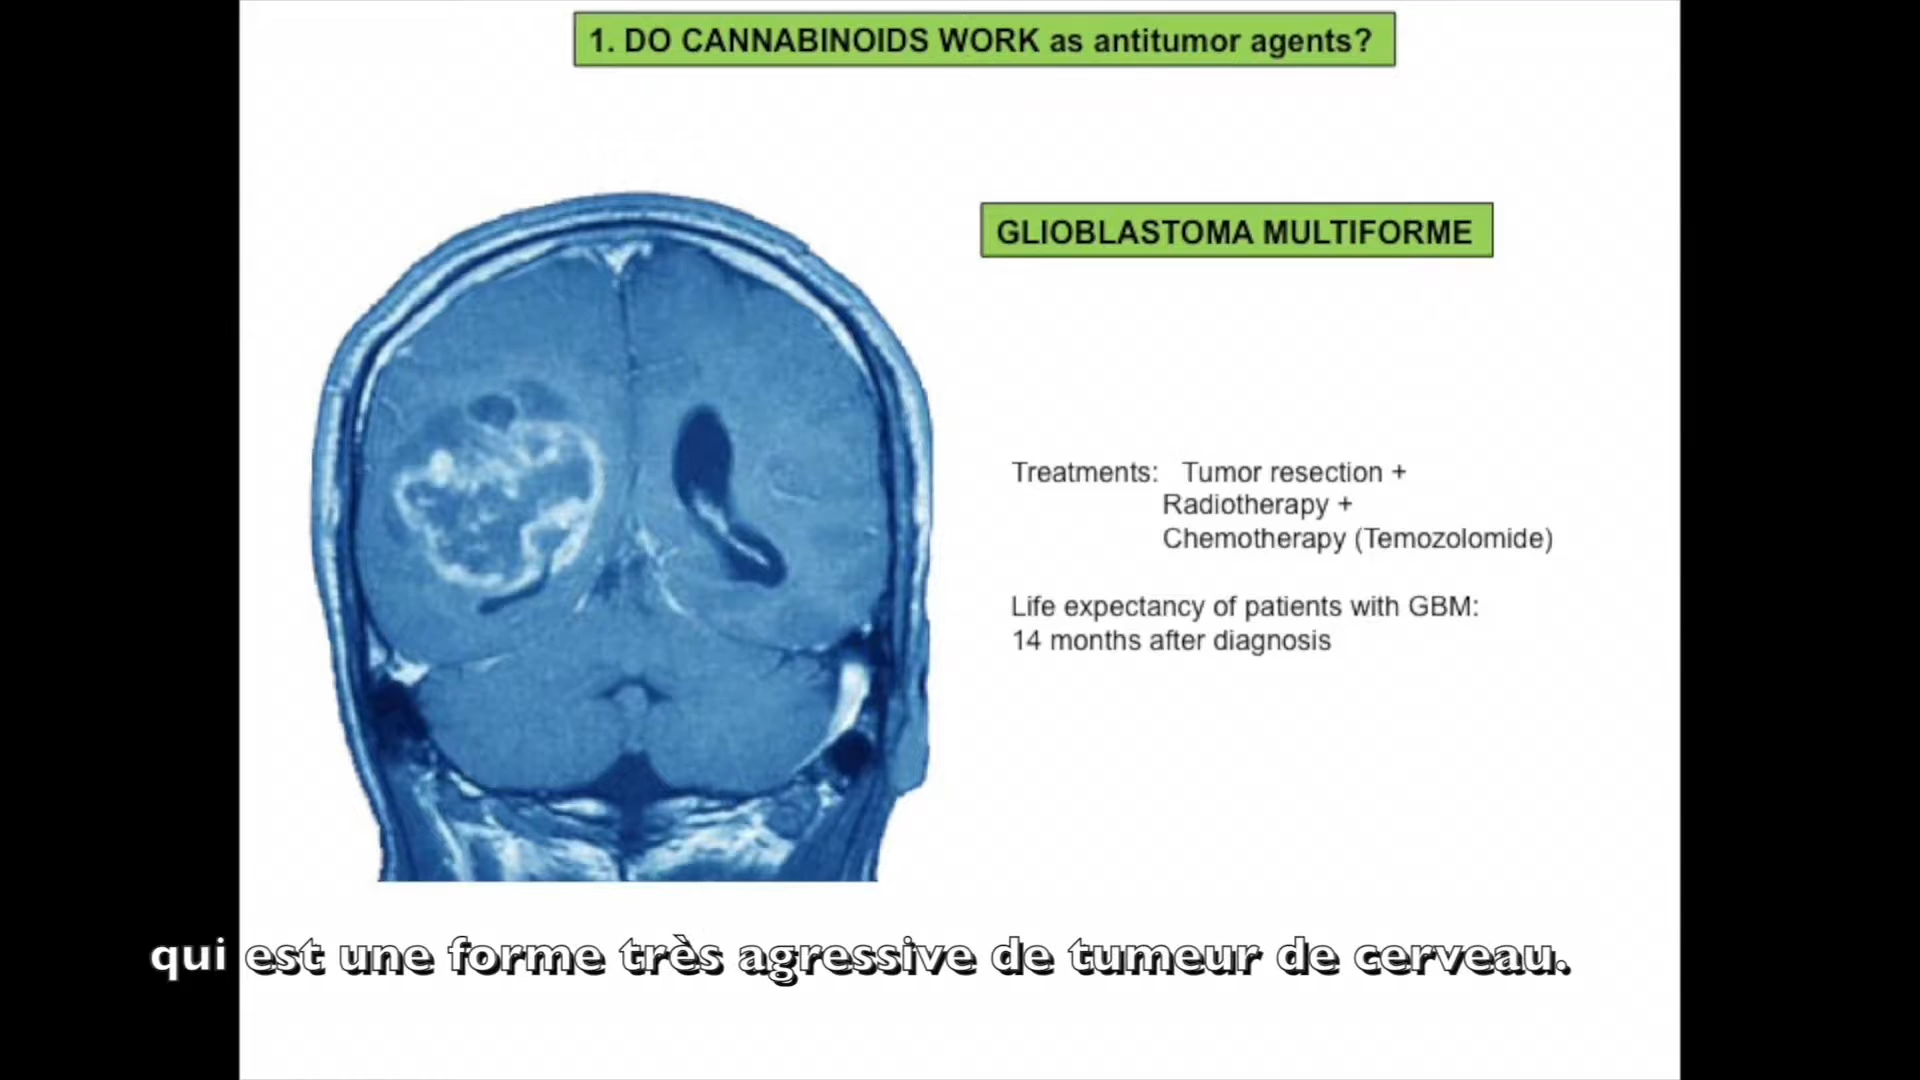 1. DO CANNABINOIDS WORK as antitumor agents?
GLIOBLASTOMA MULTIFORME
Treatments: Tumor resection +
Radiotherapy +
Chemotherapy (Temozolomide)
Life expectancy of patients with GBM:
14 months after diagnosis
qui est une forme très agressive de tumeur de cerveau.